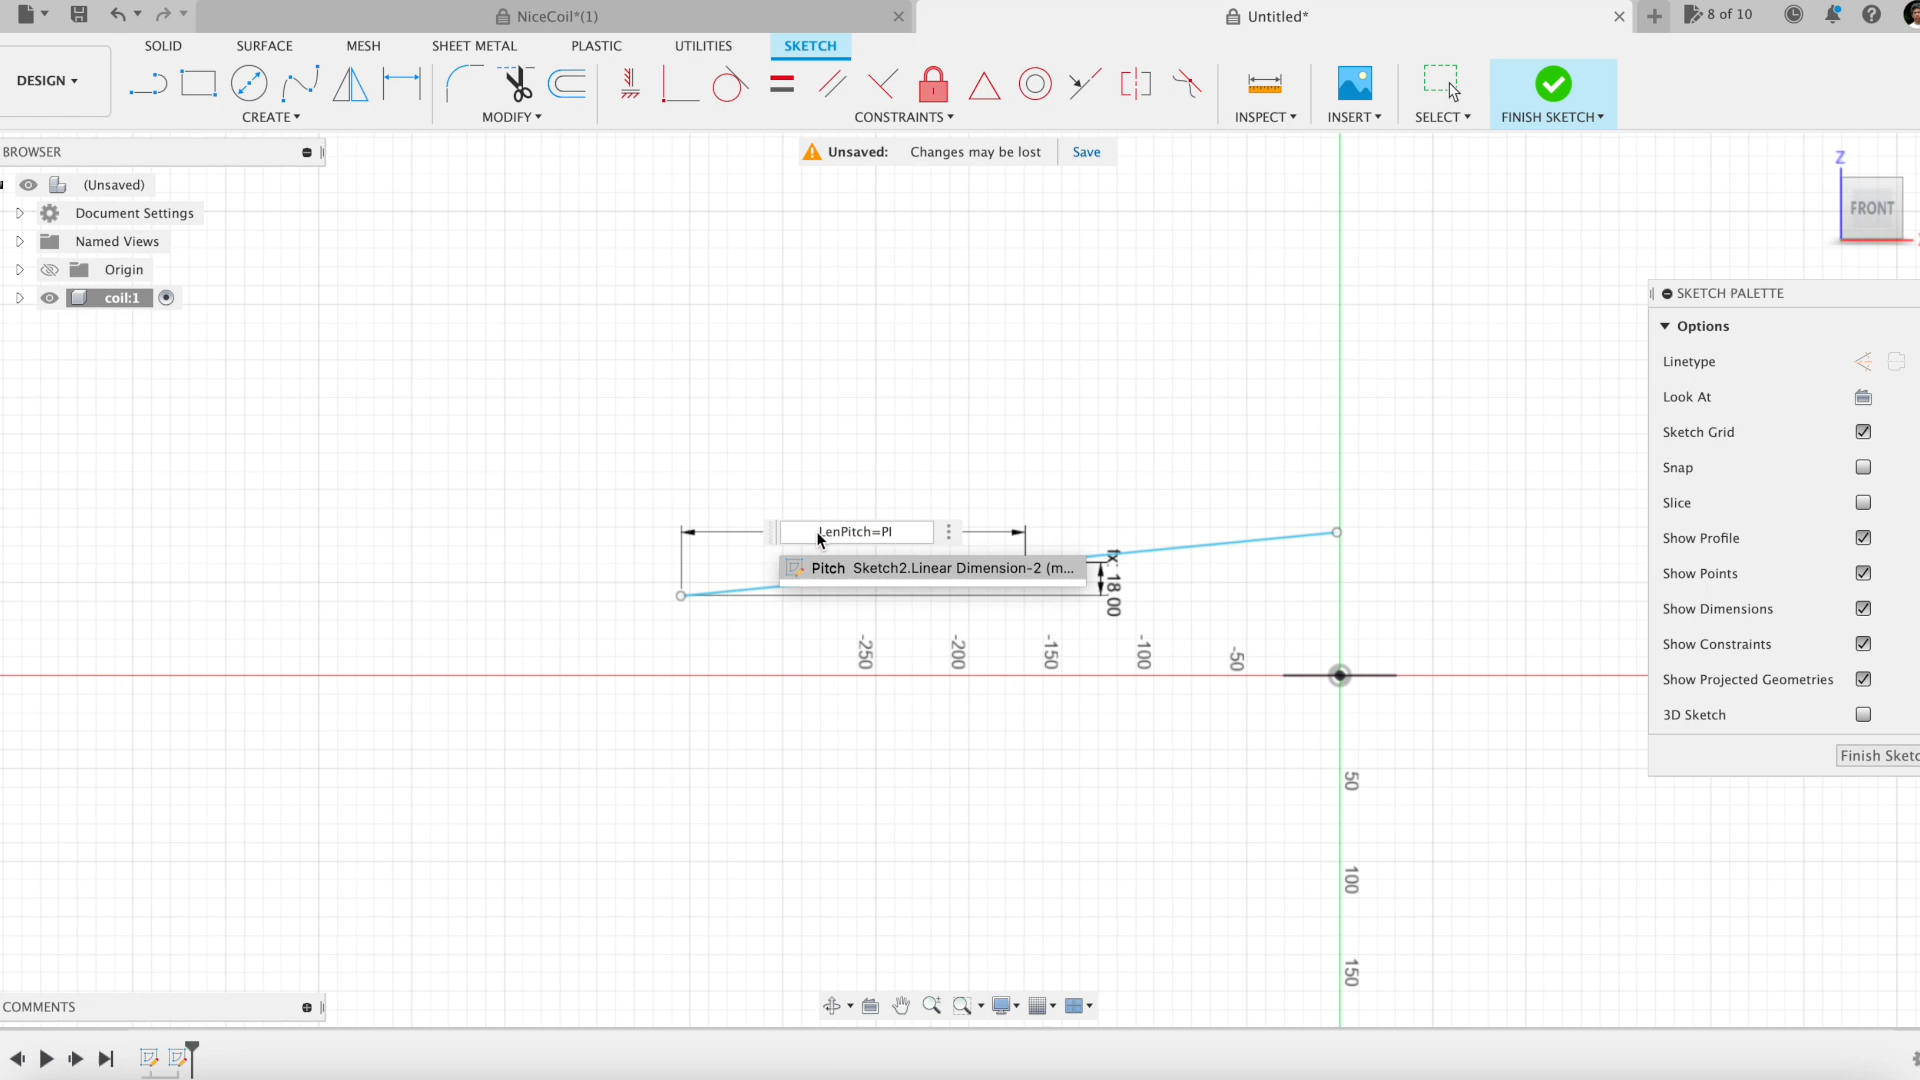 NiceCoil*(1)
Untitled*
8 of 10
SOLID
SURFACE
MESH
SHEET METAL
PLASTIC
UTILITIES
SKETCH
DESIGN
CREATE
MODIFY
CONSTRAINTS
INSPECT
INSERT
SELECT
FINISH SKETCH
BROWSER
Unsaved: Changes may be lost
Save
(Unsaved)
Document Settings
Named Views
Origin
coil:1
Z
FRONT
SKETCH PALETTE
Options
Linetype
Look At
Sketch Grid
Snap
Slice
Show Profile
Show Points
Show Dimensions
Show Constraints
Show Projected Geometries
3D Sketch
Finish Sketc
LenPitch=PI
Pitch Sketch2.Linear Dimension-2 (m...
fx: 18.00
-250
-200
-150
-100
-50
50
100
150
COMMENTS